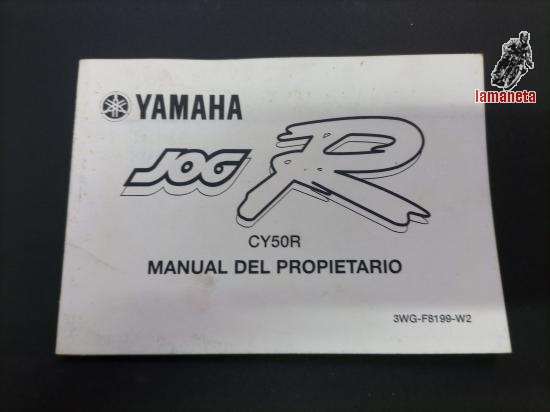 YAMAHA
JOG R
CY50R
MANUAL DEL PROPIETARIO
3WG-F8199-W2
lamaneta